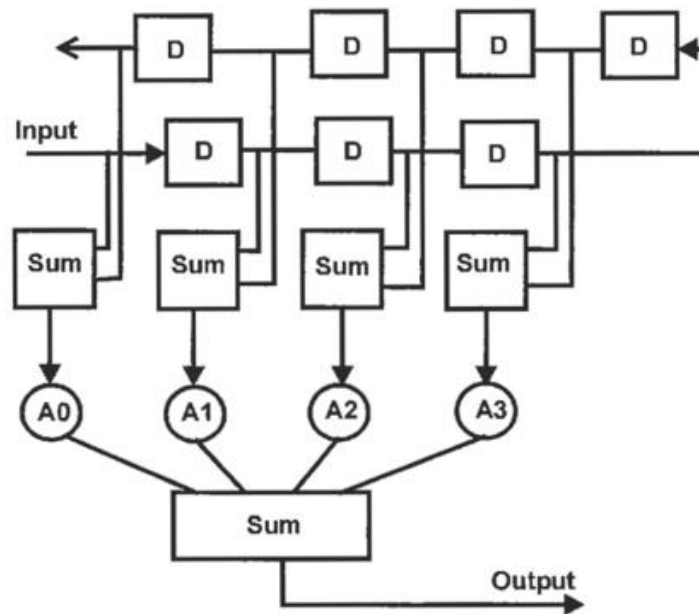 D D D D
Input
D D D
Sum Sum Sum Sum
A0 A1 A2 A3
Sum
Output